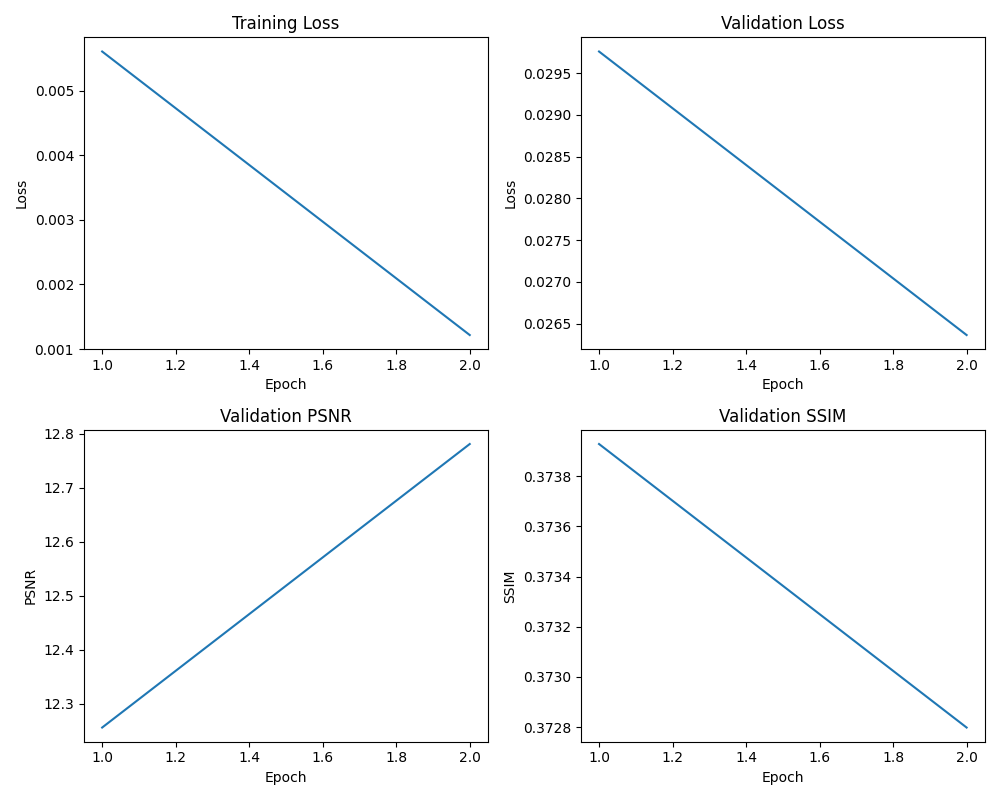 Training Loss
0.005
0.004
0.003
0.002
0.001
Loss
1.0 1.2 1.4 1.6 1.8 2.0
Epoch
Validation Loss
0.0295
0.0290
0.0285
0.0280
0.0275
0.0270
0.0265
Loss
1.0 1.2 1.4 1.6 1.8 2.0
Epoch
Validation PSNR
12.8
12.7
12.6
12.5
12.4
12.3
PSNR
1.0 1.2 1.4 1.6 1.8 2.0
Epoch
Validation SSIM
0.3738
0.3736
0.3734
0.3732
0.3730
0.3728
SSIM
1.0 1.2 1.4 1.6 1.8 2.0
Epoch